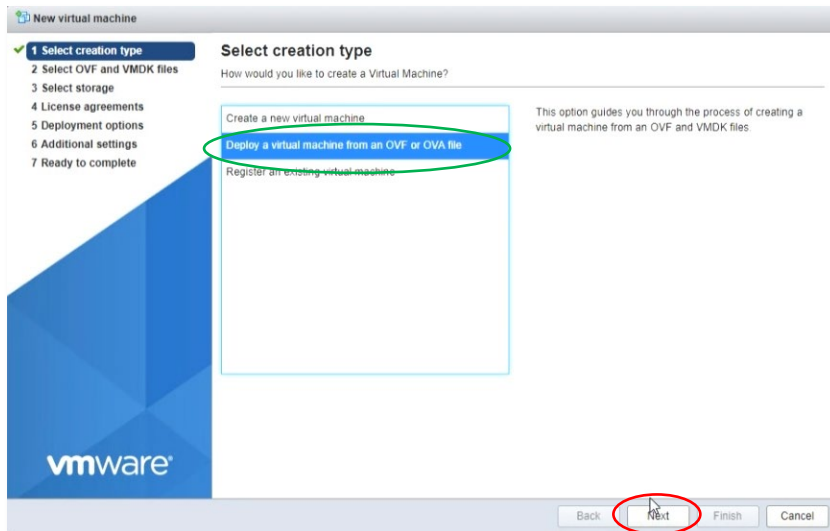 New virtual machine
1 Select creation type
2 Select OVF and VMDK files
3 Select storage
4 License agreements
5 Deployment options
6 Additional settings
7 Ready to complete
Select creation type
How would you like to create a Virtual Machine?
Create a new virtual machine
Deploy a virtual machine from an OVF or OVA file
Register an existing virtual machine
This option guides you through the process of creating a
virtual machine from an OVF and VMDK files
vmware®
Back Next Finish Cancel